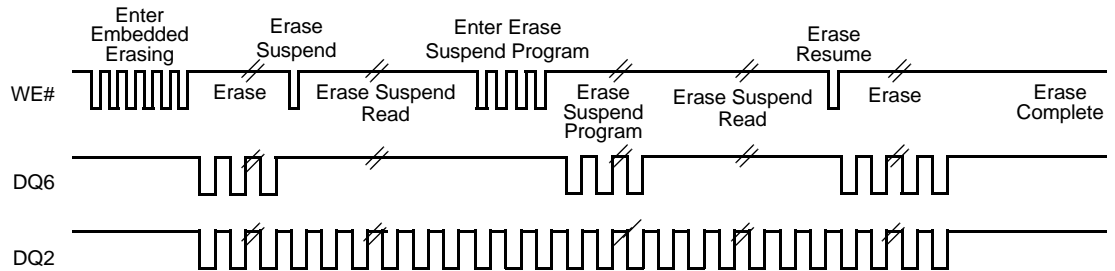 Enter
Embedded
Erasing
Erase
Suspend
Enter Erase
Suspend Program
Erase
Resume
WE#
Erase
Erase Suspend
Read
Erase
Suspend
Program
Erase Suspend
Read
Erase
Erase
Complete
DQ6
DQ2